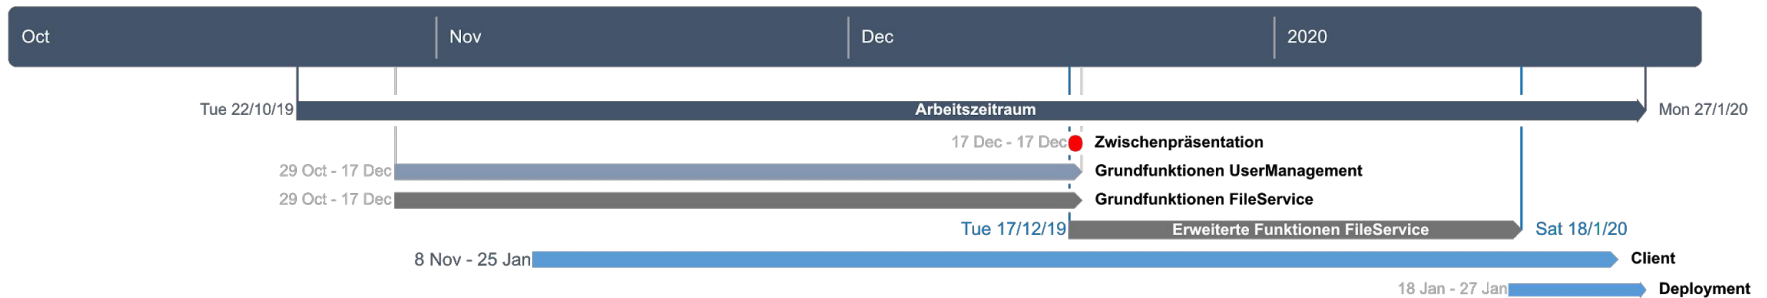 Oct Nov Dec 2020
Tue 22/10/19 Arbeitszeitraum Mon 27/1/20
17 Dec - 17 Dec Zwischenpräsentation
29 Oct - 17 Dec Grundfunktionen UserManagement
29 Oct - 17 Dec Grundfunktionen FileService
Tue 17/12/19 Erweiterte Funktionen FileService Sat 18/1/20
8 Nov - 25 Jan Client
18 Jan - 27 Jan Deployment